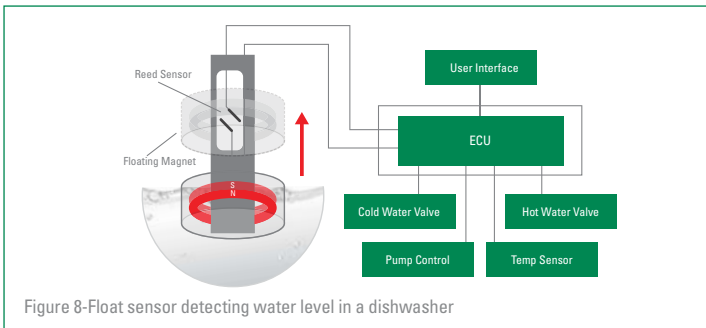 User Interface
Reed Sensor
ECU
Floating Magnet
S
N
Cold Water Valve
Hot Water Valve
Pump Control
Temp Sensor
Figure 8-Float sensor detecting water level in a dishwasher